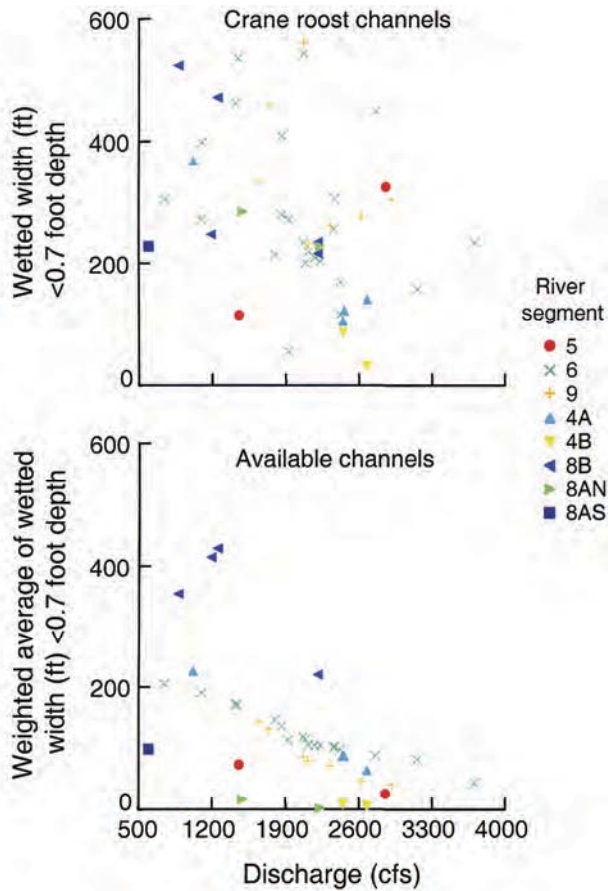 Crane roost channels
Wetted width (ft)
<0.7 foot depth
600
400
200
0
River
segment
5
6
9
4A
4B
8B
8AN
8AS
Available channels
Weighted average of wetted
width (ft) <0.7 foot depth
600
400
200
0
500 1200 1900 2600 3300 4000
Discharge (cfs)